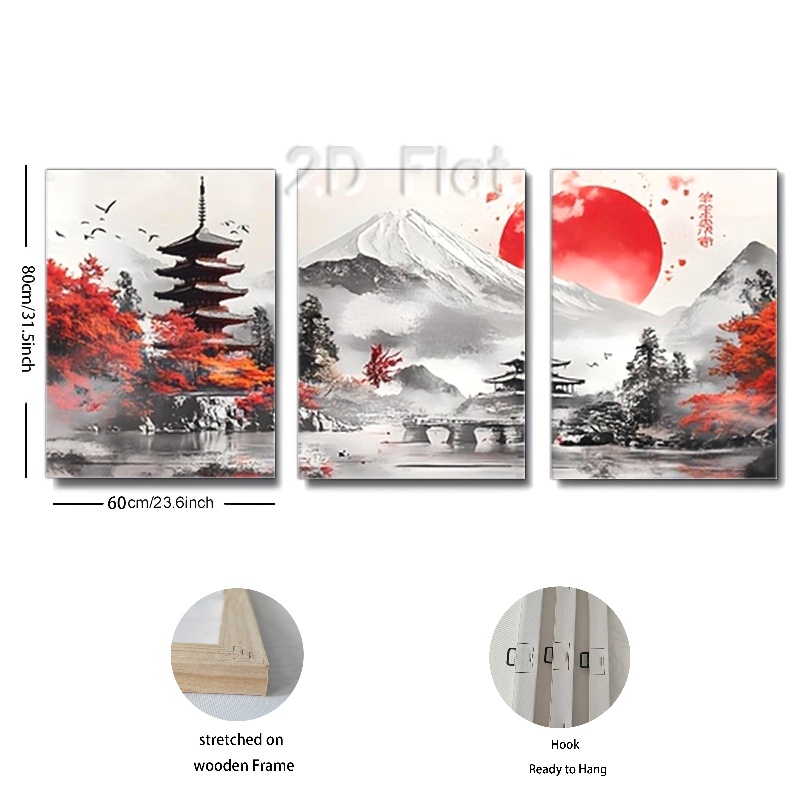 2D Flat
80cm/31.5inch
60cm/23.6inch
stretched on
wooden Frame
Hook
Ready to Hang